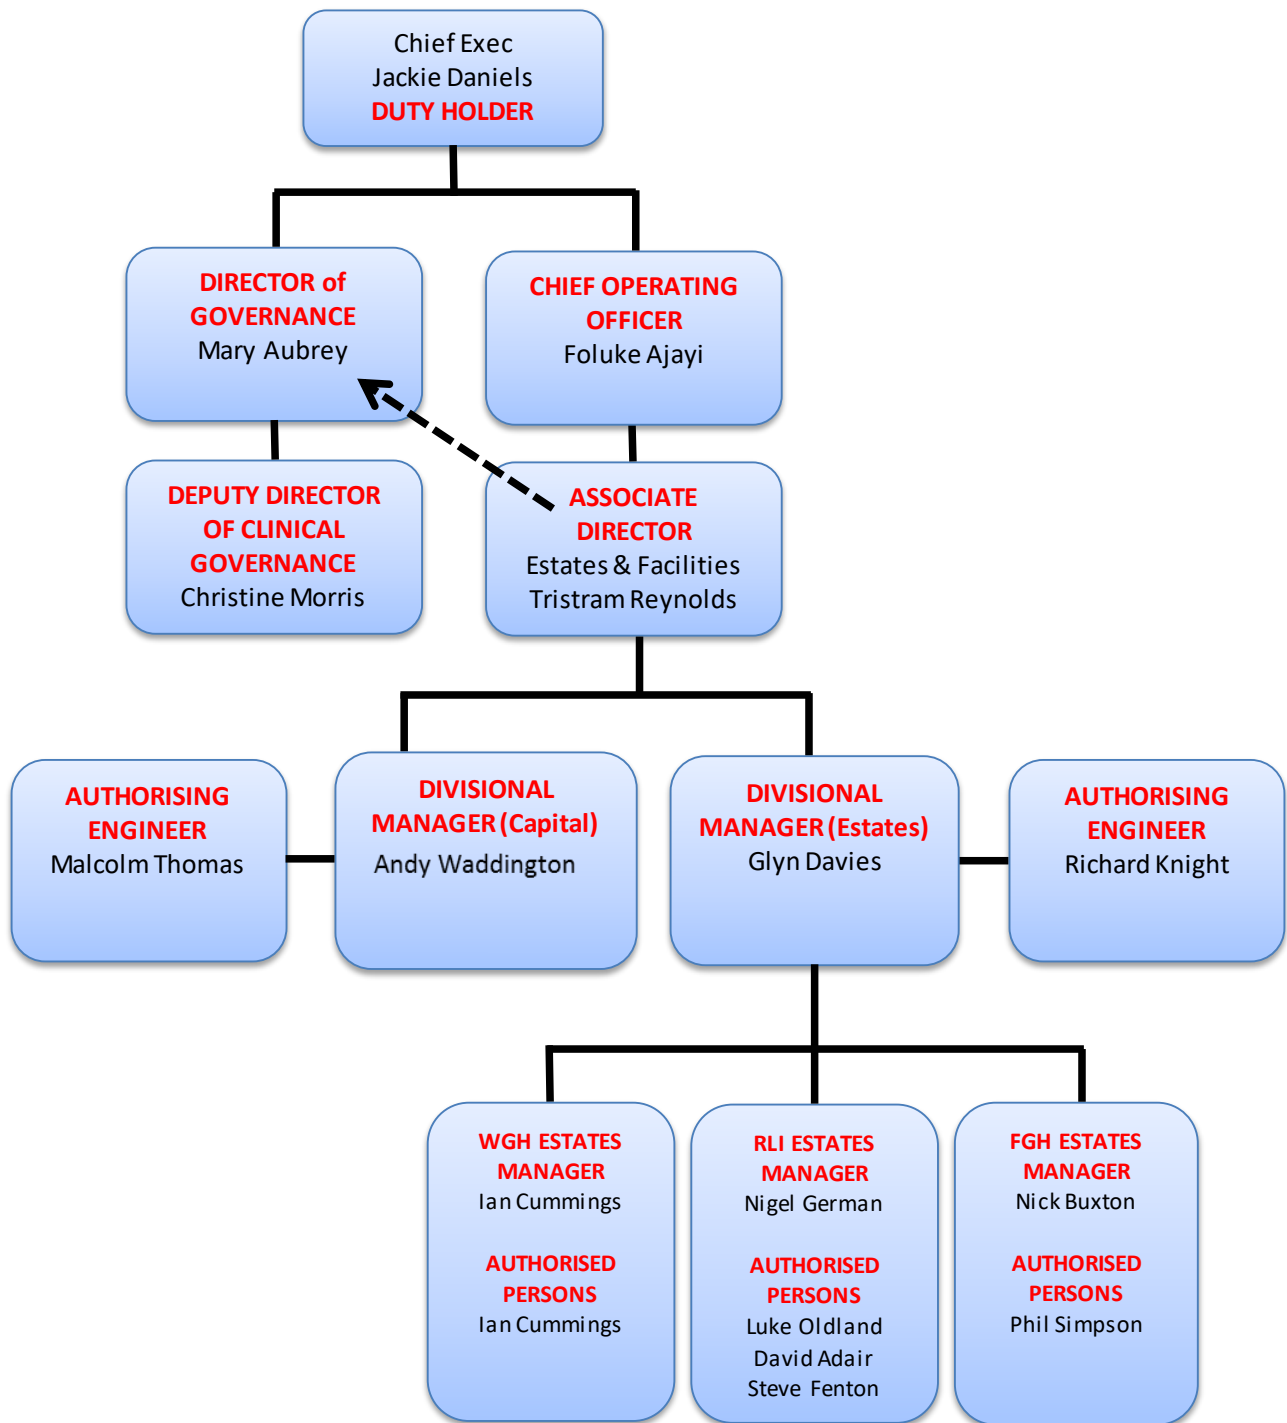 Chief Exec
Jackie Daniels
DUTY HOLDER
DIRECTOR of
GOVERNANCE
Mary Aubrey
CHIEF OPERATING
OFFICER
Foluke Ajayi
DEPUTY DIRECTOR
OF CLINICAL
GOVERNANCE
Christine Morris
ASSOCIATE
DIRECTOR
Estates & Facilities
Tristram Reynolds
AUTHORISING
ENGINEER
Malcolm Thomas
DIVISIONAL
MANAGER (Capital)
Andy Waddington
DIVISIONAL
MANAGER (Estates)
Glyn Davies
AUTHORISING
ENGINEER
Richard Knight
WGH ESTATES
MANAGER
Ian Cummings
AUTHORISED
PERSONS
Ian Cummings
RLI ESTATES
MANAGER
Nigel German
AUTHORISED
PERSONS
Luke Oldland
David Adair
Steve Fenton
FGH ESTATES
MANAGER
Nick Buxton
AUTHORISED
PERSONS
Phil Simpson